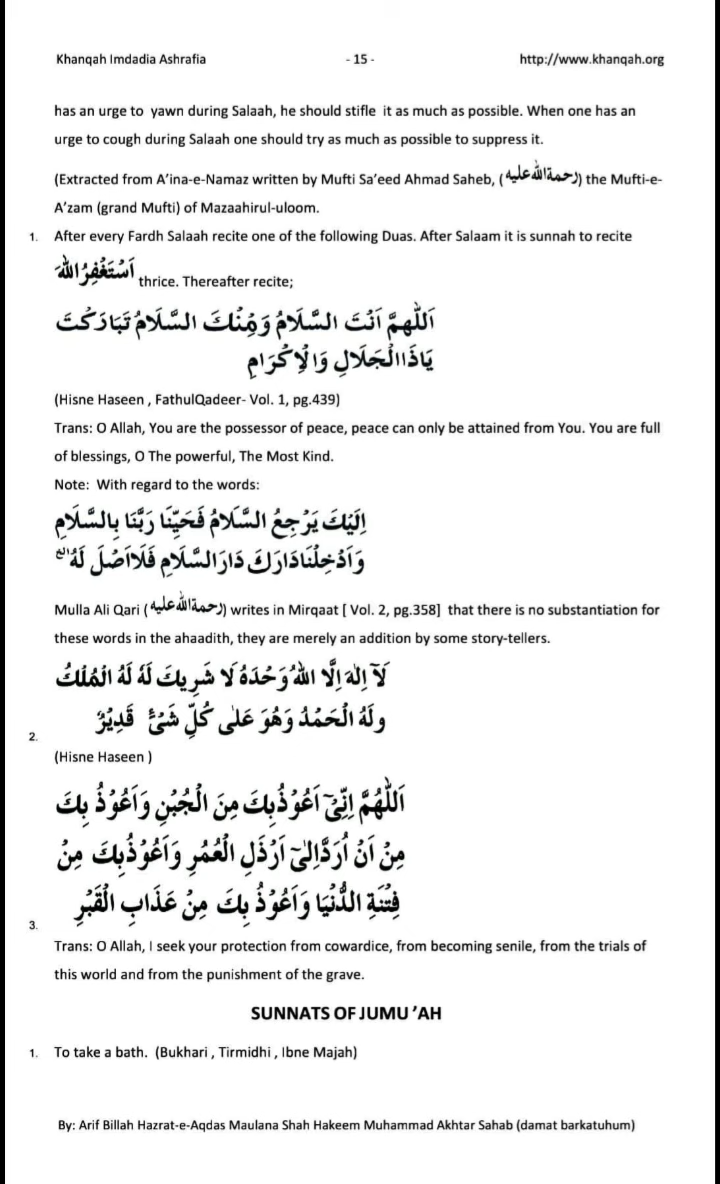 Khanqah Imdadia Ashrafia - 15 - http://www.khanqah.org
has an urge to yawn during Salaah, he should stifle it as much as possible. When one has an
urge to cough during Salaah one should try as much as possible to suppress it.
(Extracted from A’ina-e-Namaz written by Mufti Sa’eed Ahmad Saheb, (رحمة الله عليه) the Mufti-e-
A’zam (grand Mufti) of Mazaahirul-uloom.
1. After every Fardh Salaah recite one of the following Duas. After Salaam it is sunnah to recite
اَسْتَغْفِرُ اللهَ thrice. Thereafter recite;
اَللّٰهُمَّ اَنْتَ السَّلَامُ وَمِنْكَ السَّلَامُ تَبَارَكْتَ
يَاذَاالْجَلَالِ وَالْاِكْرَامِ
(Hisne Haseen , FathulQadeer- Vol. 1, pg.439)
Trans: O Allah, You are the possessor of peace, peace can only be attained from You. You are full
of blessings, O The powerful, The Most Kind.
Note: With regard to the words:
اِلَيْكَ يَرْجِعُ السَّلَامُ فَحَيِّنَا رَبَّنَا بِالسَّلَامِ
وَاَدْخِلْنَادَارَكَ دَارَالسَّلَامِ فَلَااَصْلَ لَهُ الخ
Mulla Ali Qari (رحمة الله عليه) writes in Mirqaat [ Vol. 2, pg.358] that there is no substantiation for
these words in the ahaadith, they are merely an addition by some story-tellers.
لَآ اِلٰهَ اِلَّا اللهُ وَحْدَهٗ لَا شَرِيكَ لَهٗ لَهُ الْمُلْكُ
2. وَلَهُ الْحَمْدُ وَهُوَ عَلٰى كُلِّ شَيْءٍ قَدِيْرٌ
(Hisne Haseen )
اَللّٰهُمَّ اِنِّيْٓ اَعُوْذُبِكَ مِنَ الْجُبْنِ وَاَعُوْذُ بِكَ
مِنْ اَنْ اُرَدَّاِلٰىٓ اَرْذَلِ الْعُمُرِ وَاَعُوْذُبِكَ مِنْ
3. فِتْنَةِ الدُّنْيَا وَاَعُوْذُ بِكَ مِنْ عَذَابِ الْقَبْرِ
Trans: O Allah, I seek your protection from cowardice, from becoming senile, from the trials of
this world and from the punishment of the grave.
SUNNATS OF JUMU ’AH
1. To take a bath. (Bukhari , Tirmidhi , Ibne Majah)
By: Arif Billah Hazrat-e-Aqdas Maulana Shah Hakeem Muhammad Akhtar Sahab (damat barkatuhum)